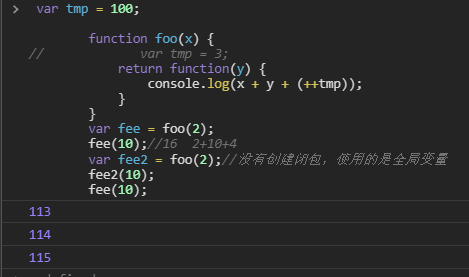 > var tmp = 100;
function foo(x) {
// var tmp = 3;
return function(y) {
console.log(x + y + (++tmp));
}
}
var fee = foo(2);
fee(10);//16 2+10+4
var fee2 = foo(2);//没有创建闭包，使用的是全局变量
fee2(10);
fee(10);
113
114
115